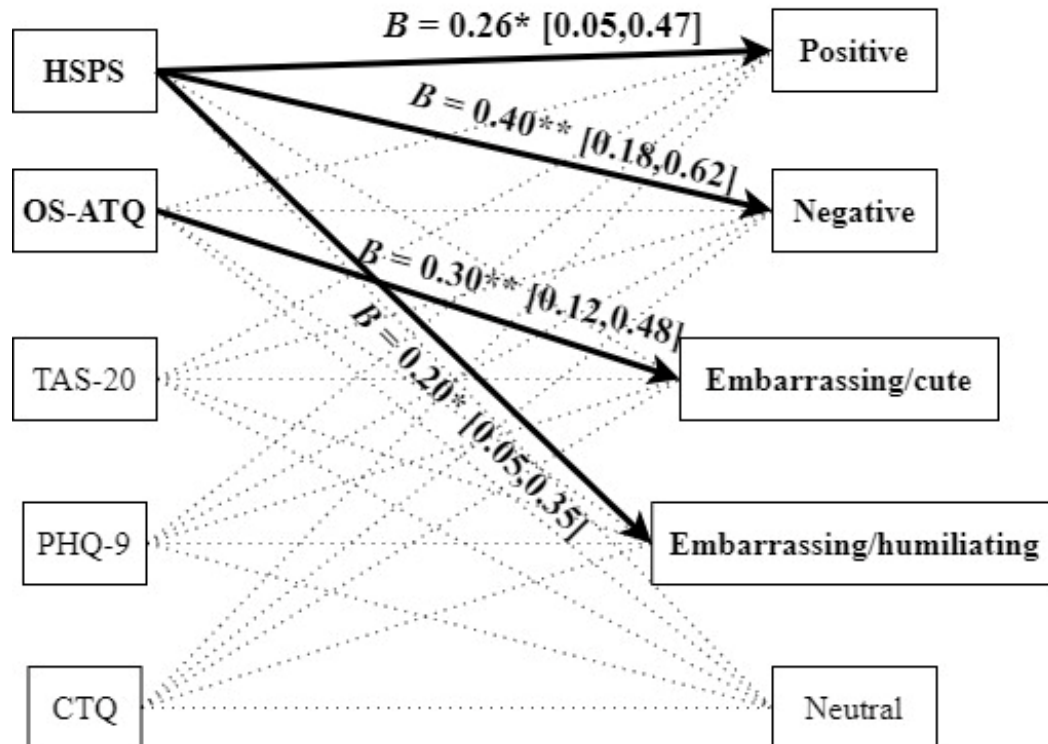 B = 0.26* [0.05,0.47]
HSPS
Positive
B = 0.40** [0.18,0.62]
OS-ATQ
Negative
B = 0.30** [0.12,0.48]
B = 0.20* [0.05,0.35]
TAS-20
Embarrassing/cute
PHQ-9
Embarrassing/humiliating
CTQ
Neutral